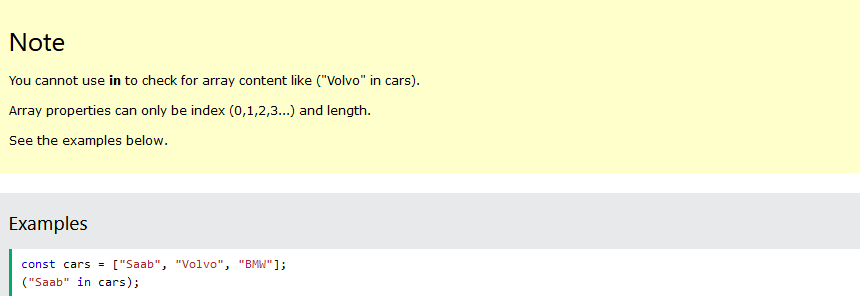 Note
You cannot use in to check for array content like ("Volvo" in cars).
Array properties can only be index (0,1,2,3...) and length.
See the examples below.
Examples
const cars = ["Saab", "Volvo", "BMW"];
("Saab" in cars);